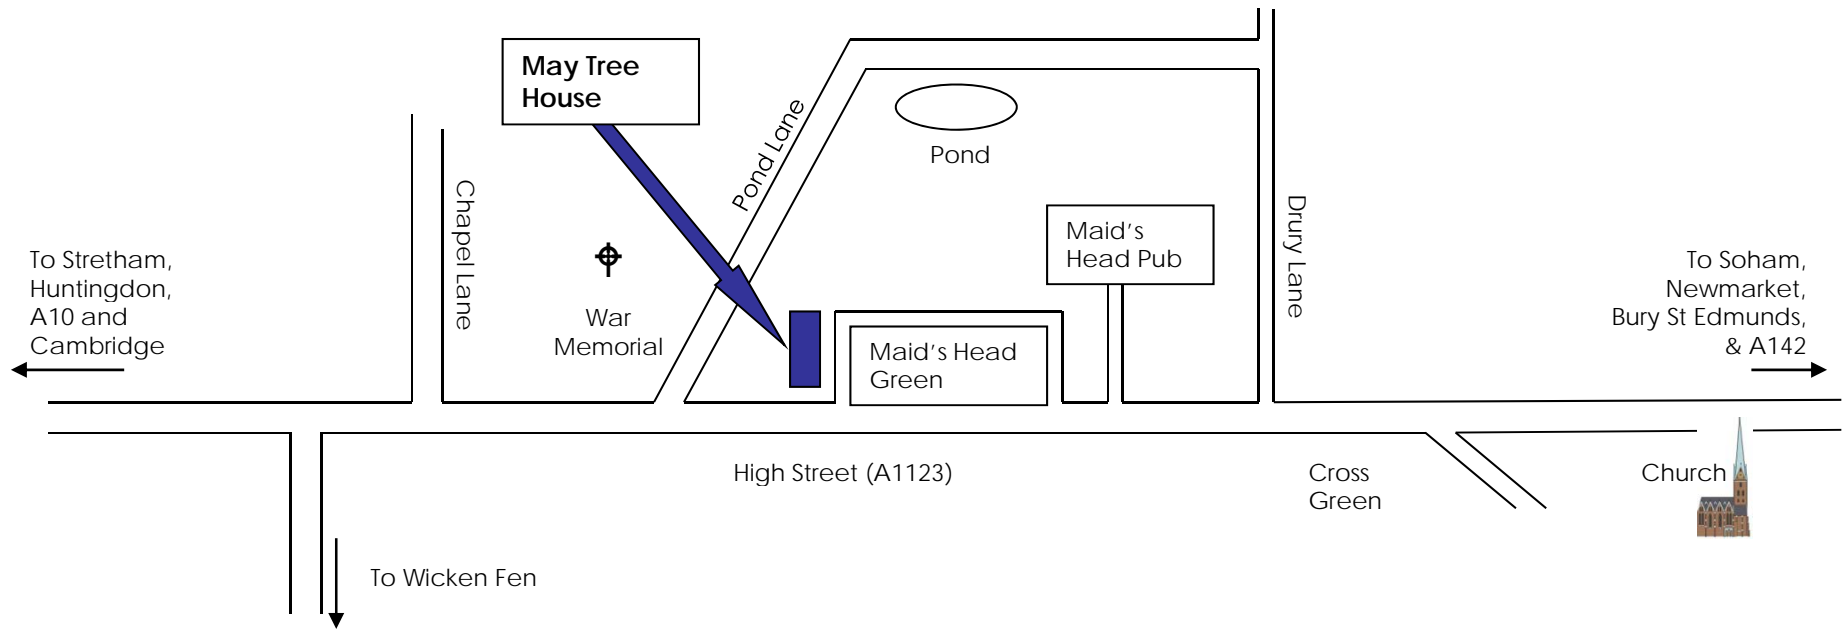 May Tree
House
Pond Lane
Pond
Chapel Lane
Drury Lane
Maid's
Head Pub
To Stretham,
Huntingdon,
A10 and
Cambridge
To Soham,
Newmarket,
Bury St Edmunds,
& A142
War
Memorial
Maid's Head
Green
High Street (A1123)
Cross
Green
Church
To Wicken Fen